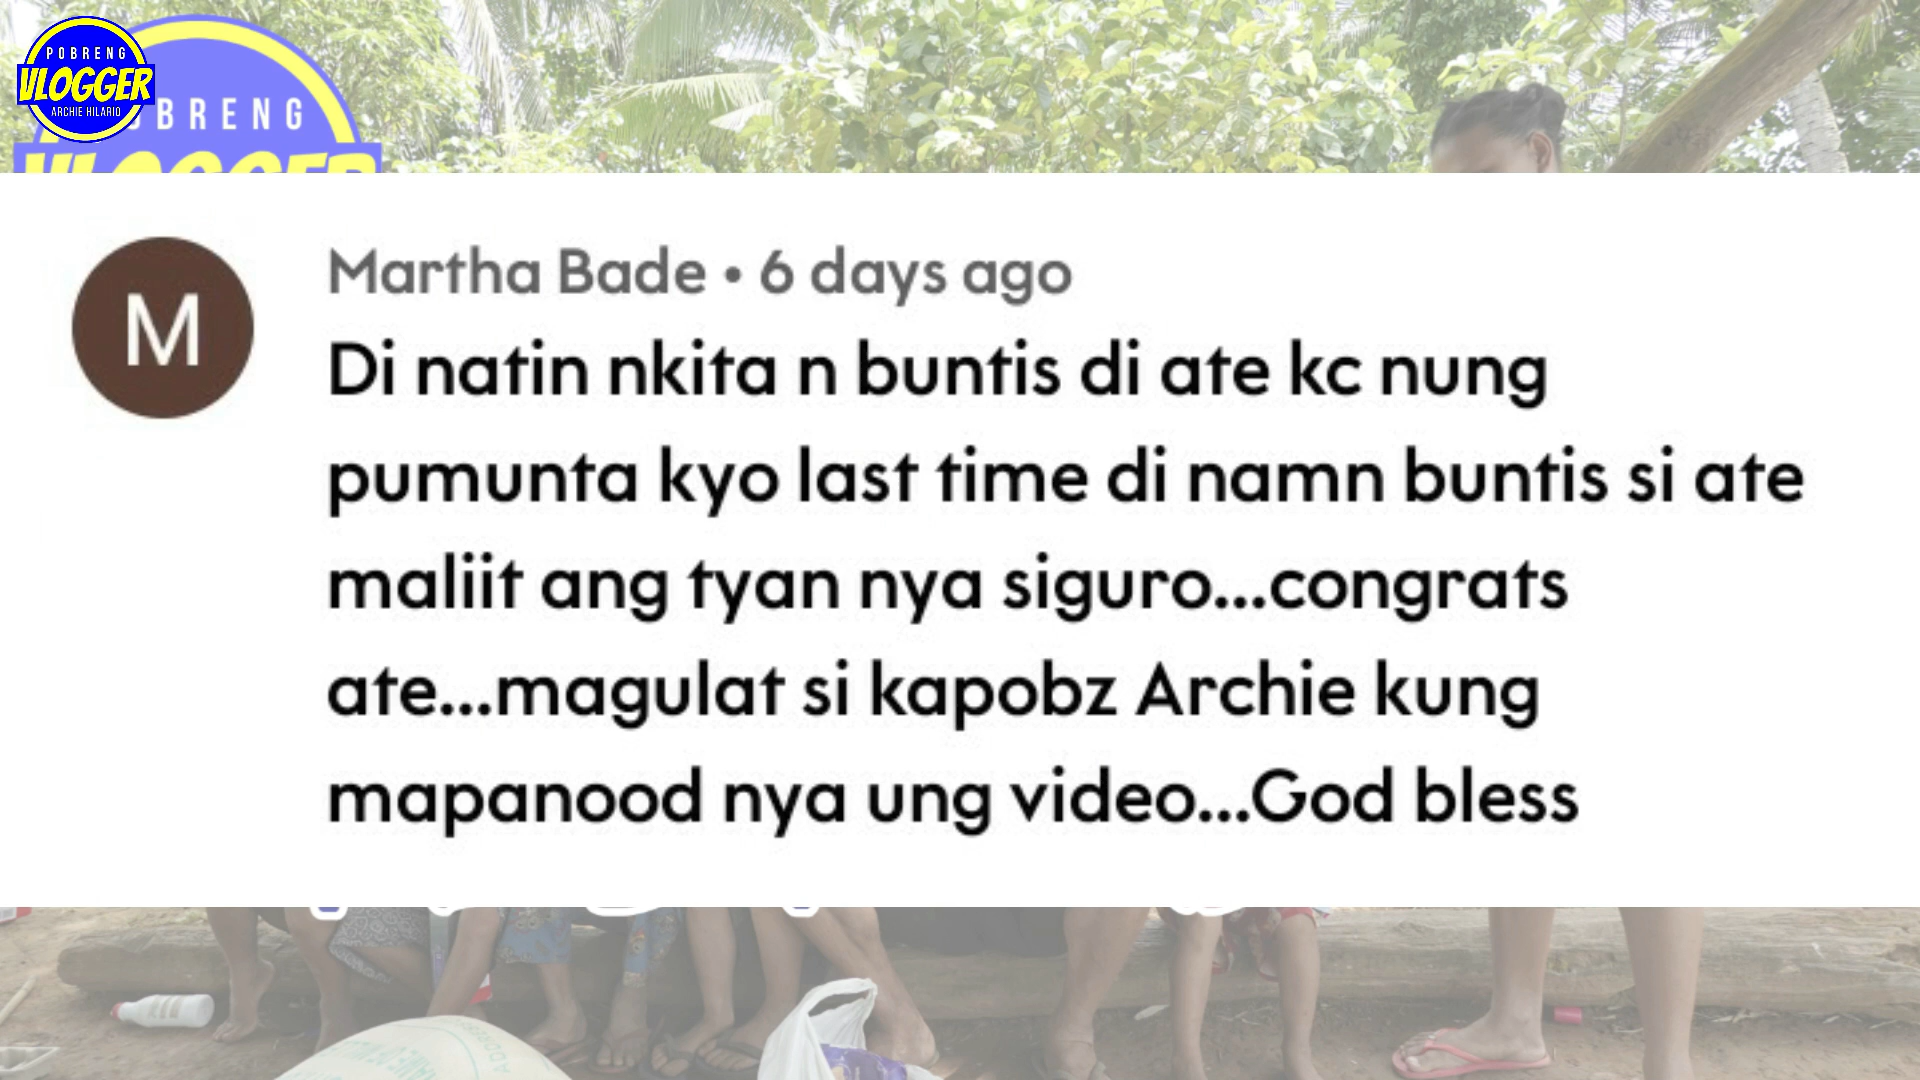 POBRENG
VLOGGER
ARCHIE HILARIO
BRENG
VLOGGER
Martha Bade • 6 days ago
M
Di natin nkita n buntis di ate kc nung
pumunta kyo last time di namn buntis si ate
maliit ang tyan nya siguro...congrats
ate...magulat si kapobz Archie kung
mapanood nya ung video...God bless